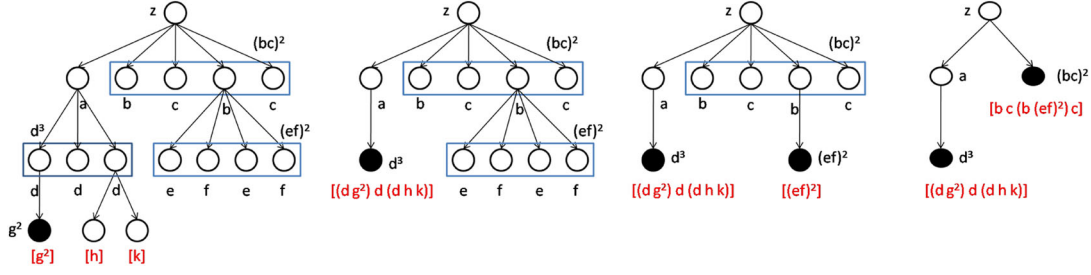 z z z z
(bc)² (bc)² (bc)²
a b c b c a b c b c a b c b c a (bc)²
[b c (b (ef)²) c]
d³ (ef)² (ef)²
d d d e f e f d³ e f e f d³ (ef)² d³
[(d g²) d (d h k)] [(d g²) d (d h k)] [(ef)²] [(d g²) d (d h k)]
g²
[g²] [h] [k]